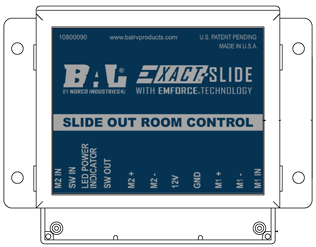 10800090 www.balrvproducts.com U.S. PATENT PENDING
MADE IN U.S.A.
BAL EXACT-SLIDE
BY NORCO INDUSTRIES WITH EMFORCE TECHNOLOGY
SLIDE OUT ROOM CONTROL
M2 IN
SW IN
LED POWER
INDICATOR
SW OUT
M2 +
M2 -
12V
GND
M1 +
M1 -
M1 IN